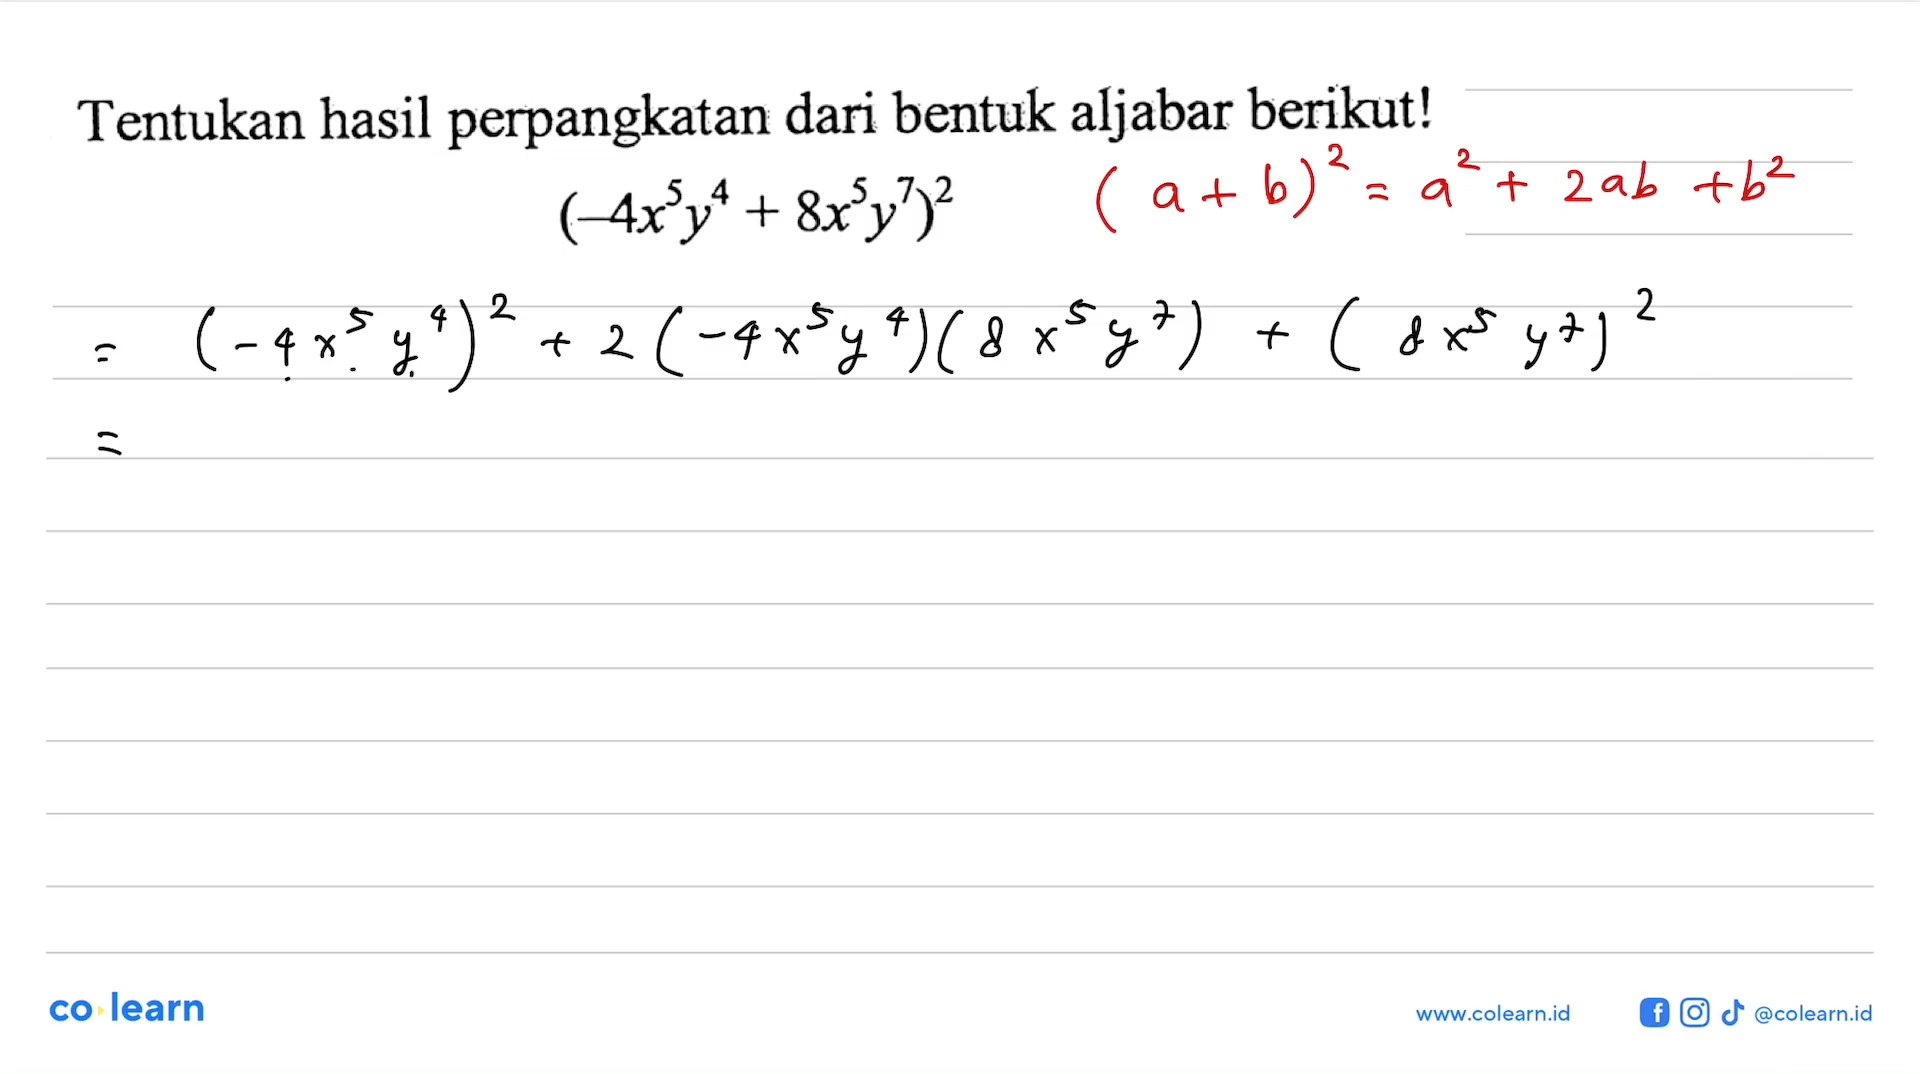 Tentukan hasil perpangkatan dari bentuk aljabar berikut!
(–4x⁵y⁴ + 8x⁵y⁷)²
(a + b)² = a² + 2ab + b²
= (-4x⁵y⁴)² + 2(-4x⁵y⁴)(8x⁵y⁷) + (8x⁵y⁷)²
=
co learn
www.colearn.id
@colearn.id